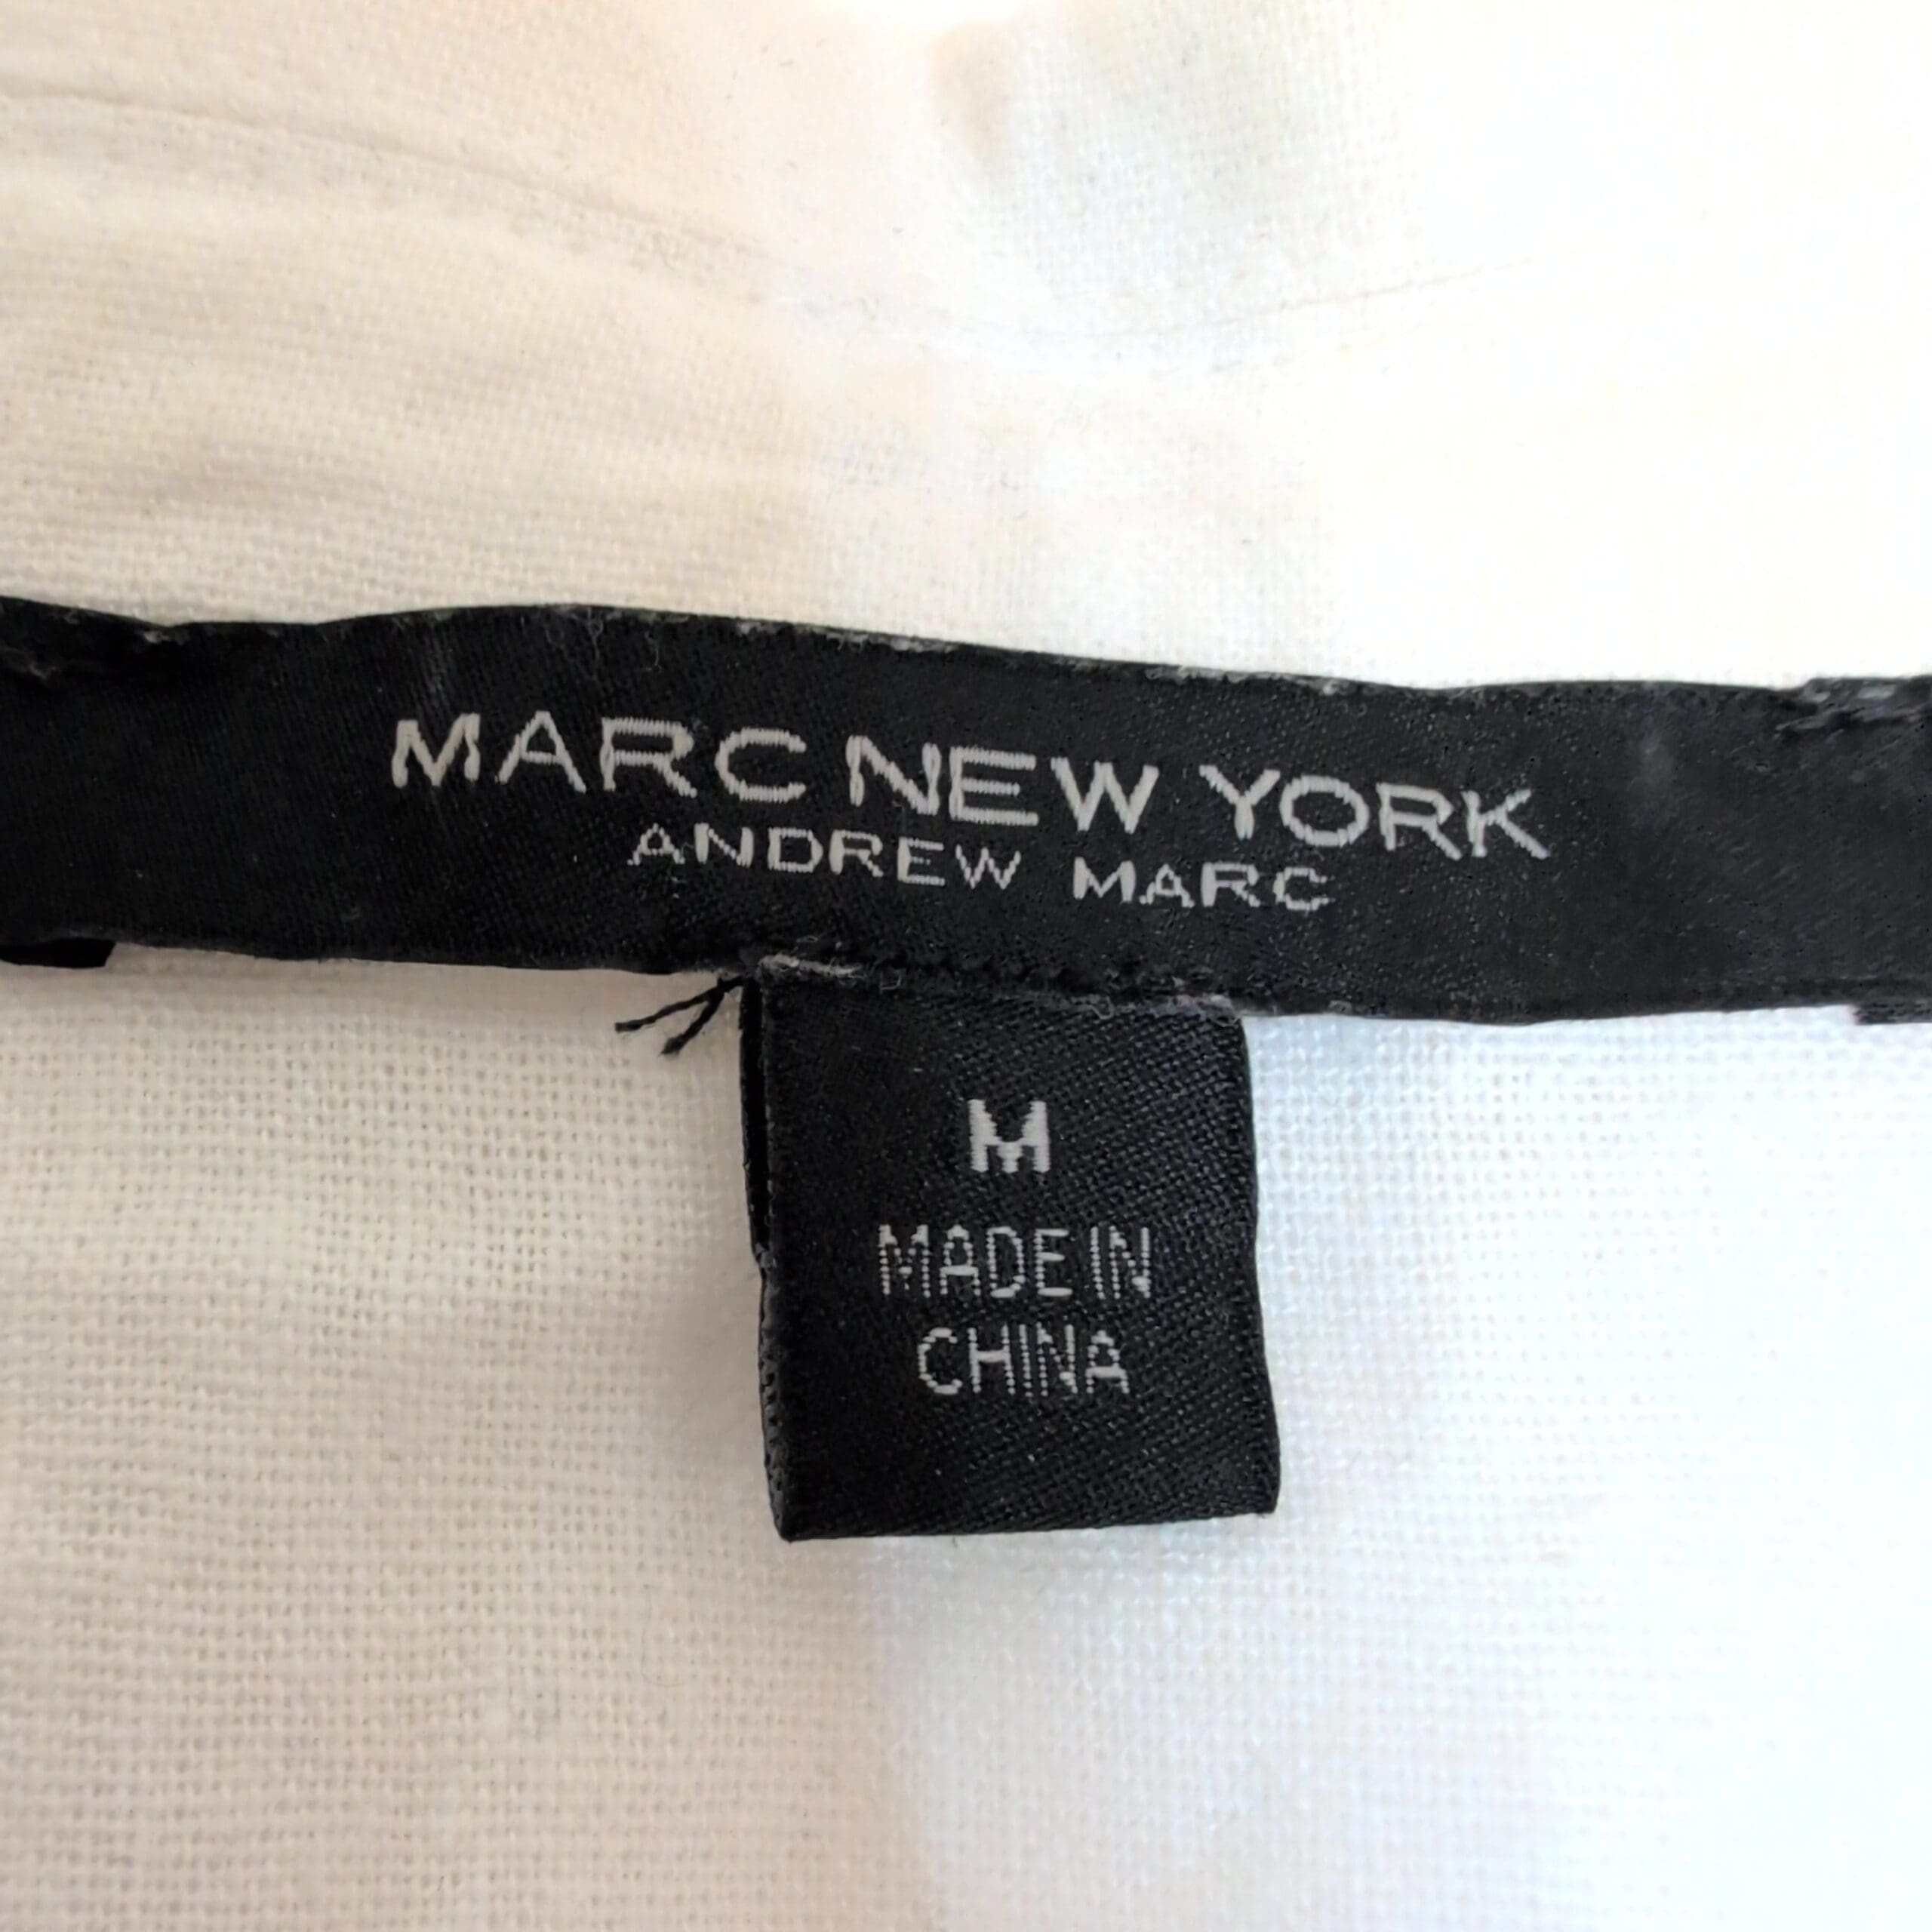 MARC NEW YORK
ANDREW MARC
M
MADE IN
CHINA